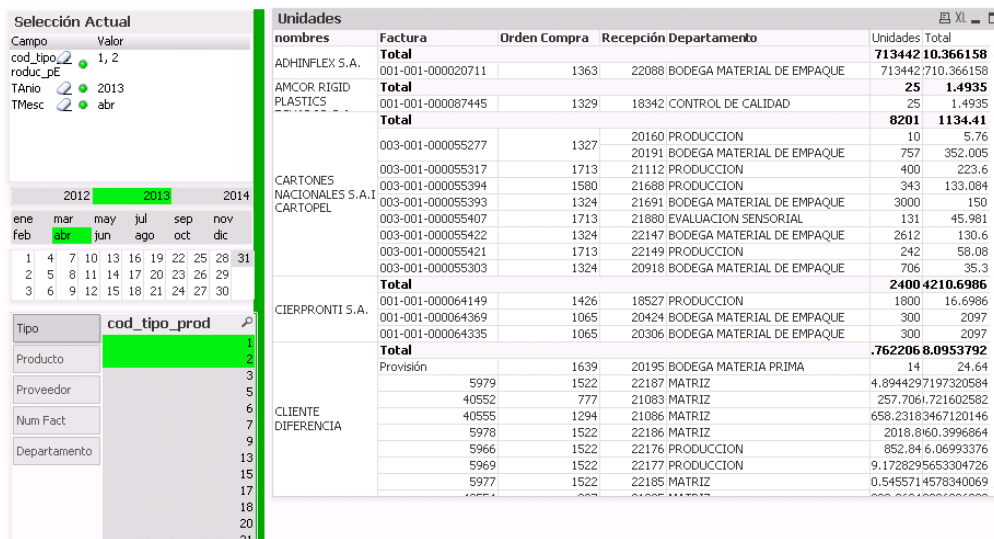 Selección Actual
Campo Valor
cod_tipo_p
roduc_pE 1, 2
TAnio 2013
TMesc abr
2012 2013 2014
ene mar may jul sep nov
feb abr jun ago oct dic
1 4 7 10 13 16 19 22 25 28 31
2 5 8 11 14 17 20 23 26 29
3 6 9 12 15 18 21 24 27 30
Tipo
Producto
Proveedor
Num Fact
Departamento
cod_tipo_prod
1
2
3
5
6
7
9
13
15
17
18
20
21
Unidades XL
nombres Factura Orden Compra Recepción Departamento Unidades Total
ADHINFLEX S.A. Total 713442 10.366158
001-001-000020711 1363 22088 BODEGA MATERIAL DE EMPAQUE 713442 710.366158
AMCOR RIGID
PLASTICS
Total 25 1.4935
001-001-000087445 1329 18342 CONTROL DE CALIDAD 25 1.4935
CARTONES
NACIONALES S.A.I
CARTOPEL
Total 8201 1134.41
003-001-000055277 1327 20160 PRODUCCION 10 5.76
20191 BODEGA MATERIAL DE EMPAQUE 757 352.005
003-001-000055317 1713 21112 PRODUCCION 400 223.6
003-001-000055394 1580 21688 PRODUCCION 343 133.084
003-001-000055393 1324 21691 BODEGA MATERIAL DE EMPAQUE 3000 150
003-001-000055407 1713 21880 EVALUACION SENSORIAL 131 45.981
003-001-000055422 1324 22147 BODEGA MATERIAL DE EMPAQUE 2612 130.6
003-001-000055421 1713 22149 PRODUCCION 242 58.08
003-001-000055303 1324 20918 BODEGA MATERIAL DE EMPAQUE 706 35.3
CIERPRONTI S.A.
Total 2400 4210.6986
001-001-000064149 1426 18527 PRODUCCION 1800 16.6986
001-001-000064369 1065 20424 BODEGA MATERIAL DE EMPAQUE 300 2097
001-001-000064335 1065 20306 BODEGA MATERIAL DE EMPAQUE 300 2097
CLIENTE
DIFERENCIA
Total .762206 8.0953792
Provisión 1639 20195 BODEGA MATERIA PRIMA 14 24.64
5979 1522 22187 MATRIZ 4.8944297197320584
40552 777 21083 MATRIZ 257.706 .721602582
40555 1294 21086 MATRIZ 658.23183467120146
5978 1522 22186 MATRIZ 2018.8 60.3996864
5966 1522 22176 PRODUCCION 852.84 6.06993376
5969 1522 22177 PRODUCCION 9.1728295653304726
5977 1522 22185 MATRIZ 0.5455714578340069